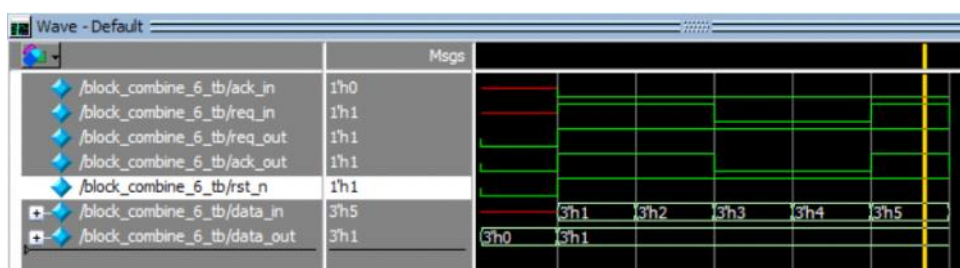 Wave - Default
Msgs
/block_combine_6_tb/ack_in 1'h0
/block_combine_6_tb/req_in 1'h1
/block_combine_6_tb/req_out 1'h1
/block_combine_6_tb/ack_out 1'h1
/block_combine_6_tb/rst_n 1'h1
/block_combine_6_tb/data_in 3'h5 3'h1 3'h2 3'h3 3'h4 3'h5
/block_combine_6_tb/data_out 3'h1 3'h0 3'h1